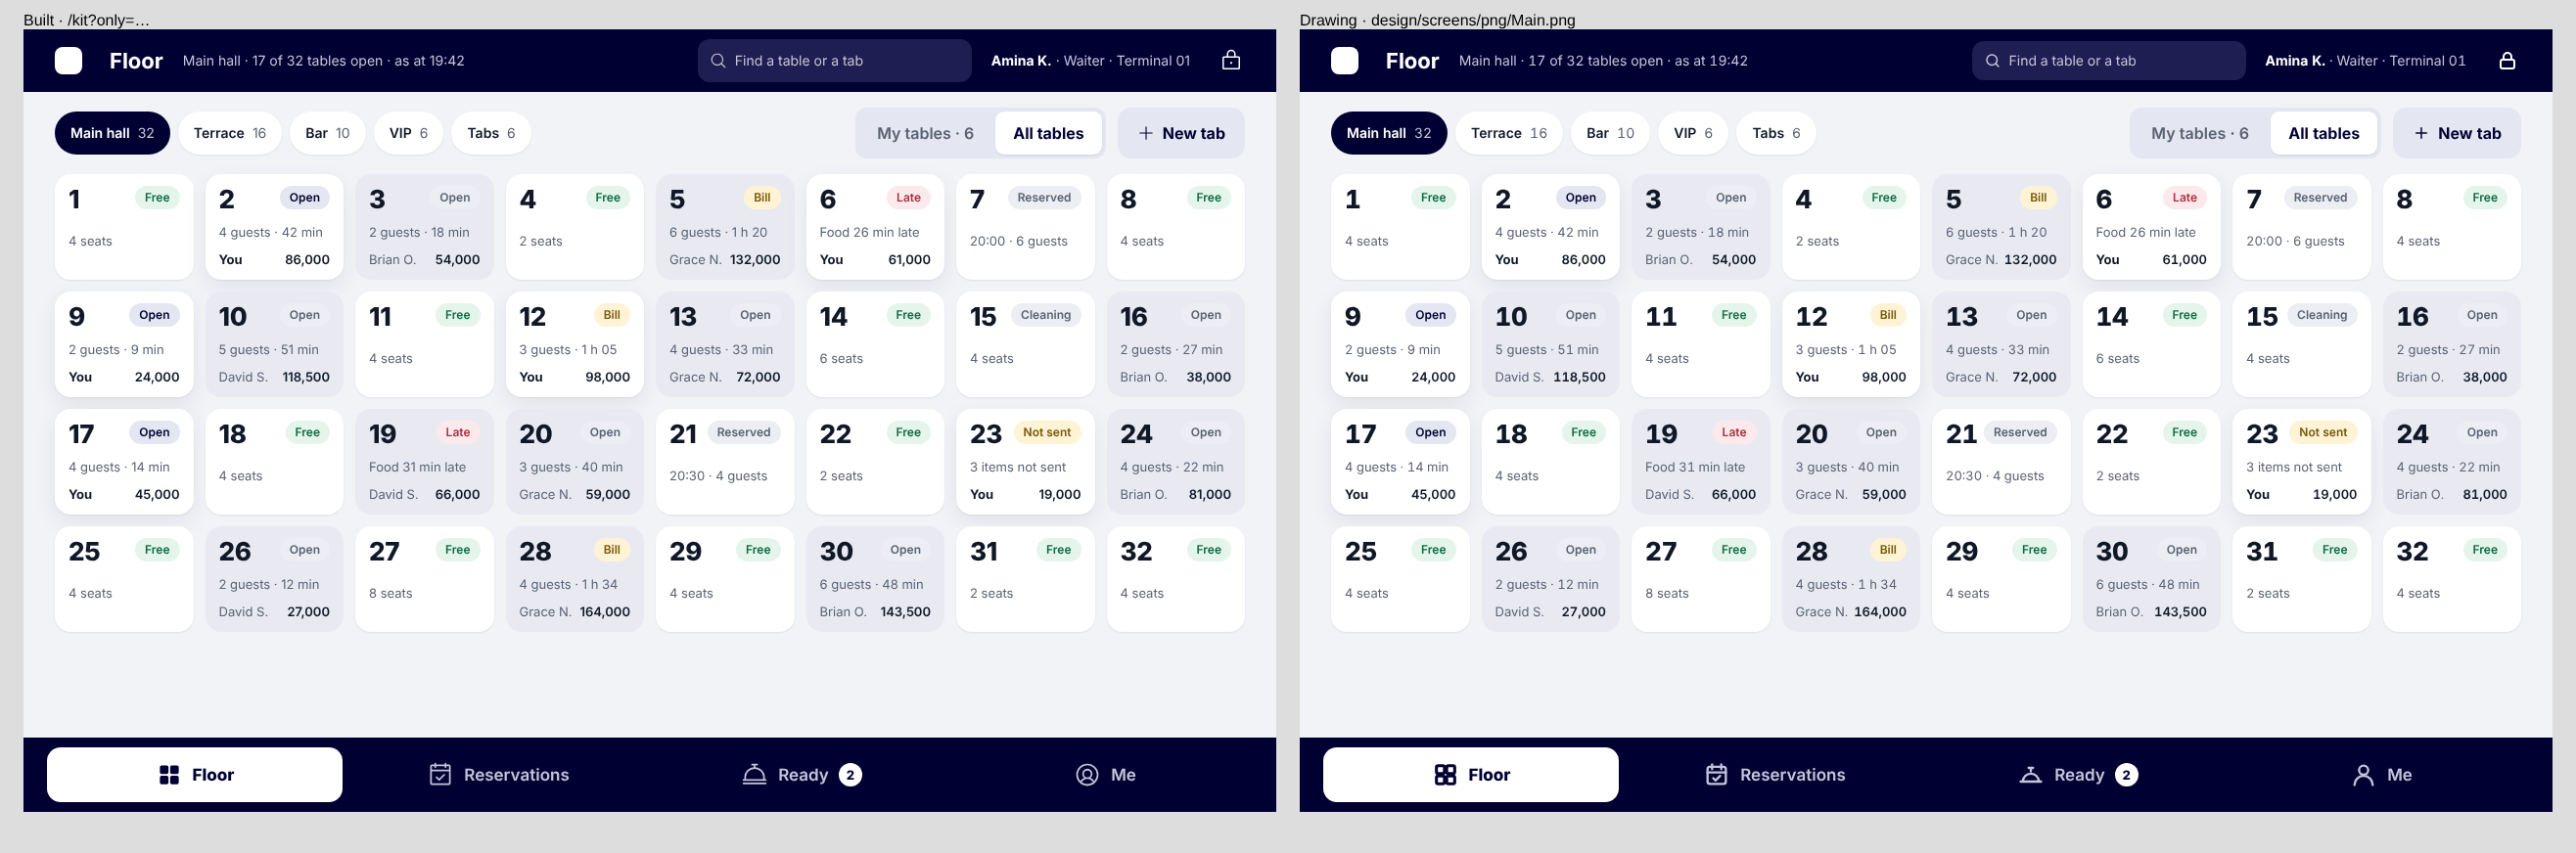 Built · /kit?only=…
Floor Main hall · 17 of 32 tables open · as at 19:42 Find a table or a tab Amina K. · Waiter · Terminal 01
Main hall 32 Terrace 16 Bar 10 VIP 6 Tabs 6 My tables · 6 All tables + New tab
1 Free 2 Open 3 Open 4 Free 5 Bill 6 Late 7 Reserved 8 Free
4 guests · 42 min 2 guests · 18 min 6 guests · 1 h 20 Food 26 min late
4 seats 2 seats 20:00 · 6 guests 4 seats
You 86,000 Brian O. 54,000 Grace N. 132,000 You 61,000
9 Open 10 Open 11 Free 12 Bill 13 Open 14 Free 15 Cleaning 16 Open
2 guests · 9 min 5 guests · 51 min 3 guests · 1 h 05 4 guests · 33 min 2 guests · 27 min
4 seats 6 seats 4 seats
You 24,000 David S. 118,500 You 98,000 Grace N. 72,000 Brian O. 38,000
17 Open 18 Free 19 Late 20 Open 21 Reserved 22 Free 23 Not sent 24 Open
4 guests · 14 min Food 31 min late 3 guests · 40 min 3 items not sent 4 guests · 22 min
4 seats 20:30 · 4 guests 2 seats
You 45,000 David S. 66,000 Grace N. 59,000 You 19,000 Brian O. 81,000
25 Free 26 Open 27 Free 28 Bill 29 Free 30 Open 31 Free 32 Free
2 guests · 12 min 4 guests · 1 h 34 6 guests · 48 min
4 seats 8 seats 4 seats 2 seats 4 seats
David S. 27,000 Grace N. 164,000 Brian O. 143,500
Floor Reservations Ready 2 Me
Drawing · design/screens/png/Main.png
Floor Main hall · 17 of 32 tables open · as at 19:42 Find a table or a tab Amina K. · Waiter · Terminal 01
Main hall 32 Terrace 16 Bar 10 VIP 6 Tabs 6 My tables · 6 All tables + New tab
1 Free 2 Open 3 Open 4 Free 5 Bill 6 Late 7 Reserved 8 Free
4 guests · 42 min 2 guests · 18 min 6 guests · 1 h 20 Food 26 min late
4 seats 2 seats 20:00 · 6 guests 4 seats
You 86,000 Brian O. 54,000 Grace N. 132,000 You 61,000
9 Open 10 Open 11 Free 12 Bill 13 Open 14 Free 15 Cleaning 16 Open
2 guests · 9 min 5 guests · 51 min 3 guests · 1 h 05 4 guests · 33 min 2 guests · 27 min
4 seats 6 seats 4 seats
You 24,000 David S. 118,500 You 98,000 Grace N. 72,000 Brian O. 38,000
17 Open 18 Free 19 Late 20 Open 21 Reserved 22 Free 23 Not sent 24 Open
4 guests · 14 min Food 31 min late 3 guests · 40 min 3 items not sent 4 guests · 22 min
4 seats 20:30 · 4 guests 2 seats
You 45,000 David S. 66,000 Grace N. 59,000 You 19,000 Brian O. 81,000
25 Free 26 Open 27 Free 28 Bill 29 Free 30 Open 31 Free 32 Free
2 guests · 12 min 4 guests · 1 h 34 6 guests · 48 min
4 seats 8 seats 4 seats 2 seats 4 seats
David S. 27,000 Grace N. 164,000 Brian O. 143,500
Floor Reservations Ready 2 Me